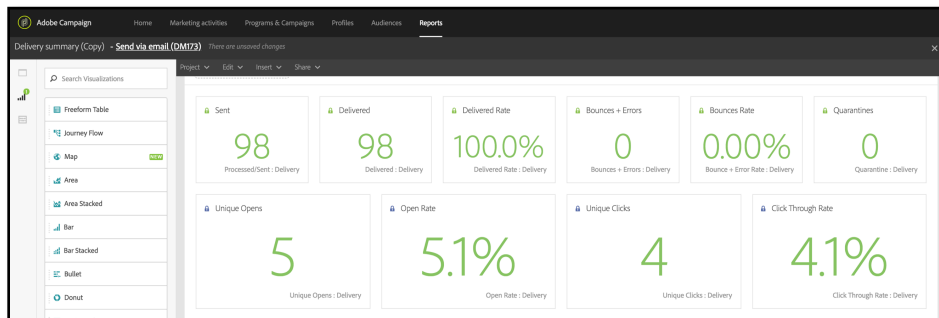 Adobe Campaign Home Marketing activities Programs & Campaigns Profiles Audiences Reports
Delivery summary (Copy) - Send via email (DM173) There are unsaved changes
Project Edit Insert Share
Search Visualizations
Freeform Table
Journey Flow
Map NEW
Area
Area Stacked
Bar
Bar Stacked
Bullet
Donut
Sent
98
Processed/Sent : Delivery
Delivered
98
Delivered : Delivery
Delivered Rate
100.0%
Delivered Rate : Delivery
Bounces + Errors
0
Bounces + Errors : Delivery
Bounces Rate
0.00%
Bounce + Error Rate : Delivery
Quarantines
0
Quarantine : Delivery
Unique Opens
5
Unique Opens : Delivery
Open Rate
5.1%
Open Rate : Delivery
Unique Clicks
4
Unique Clicks : Delivery
Click Through Rate
4.1%
Click Through Rate : Delivery